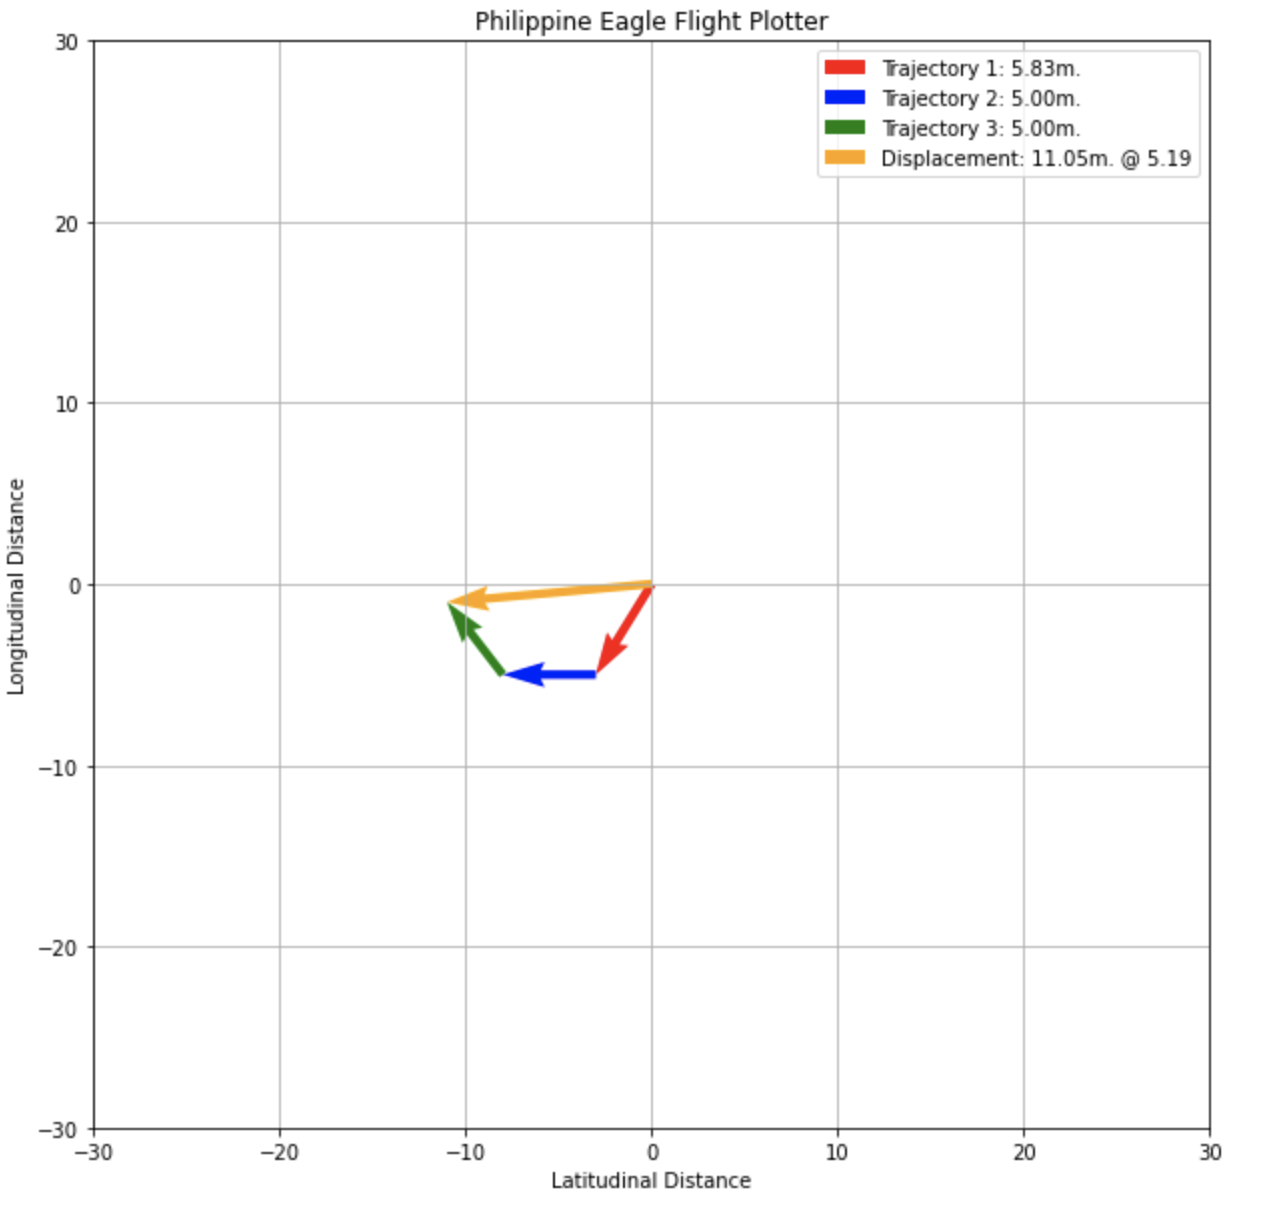 Philippine Eagle Flight Plotter
Trajectory 1: 5.83m.
Trajectory 2: 5.00m.
Trajectory 3: 5.00m.
Displacement: 11.05m. @ 5.19
30
20
10
0
−10
−20
−30
Longitudinal Distance
−30 −20 −10 0 10 20 30
Latitudinal Distance